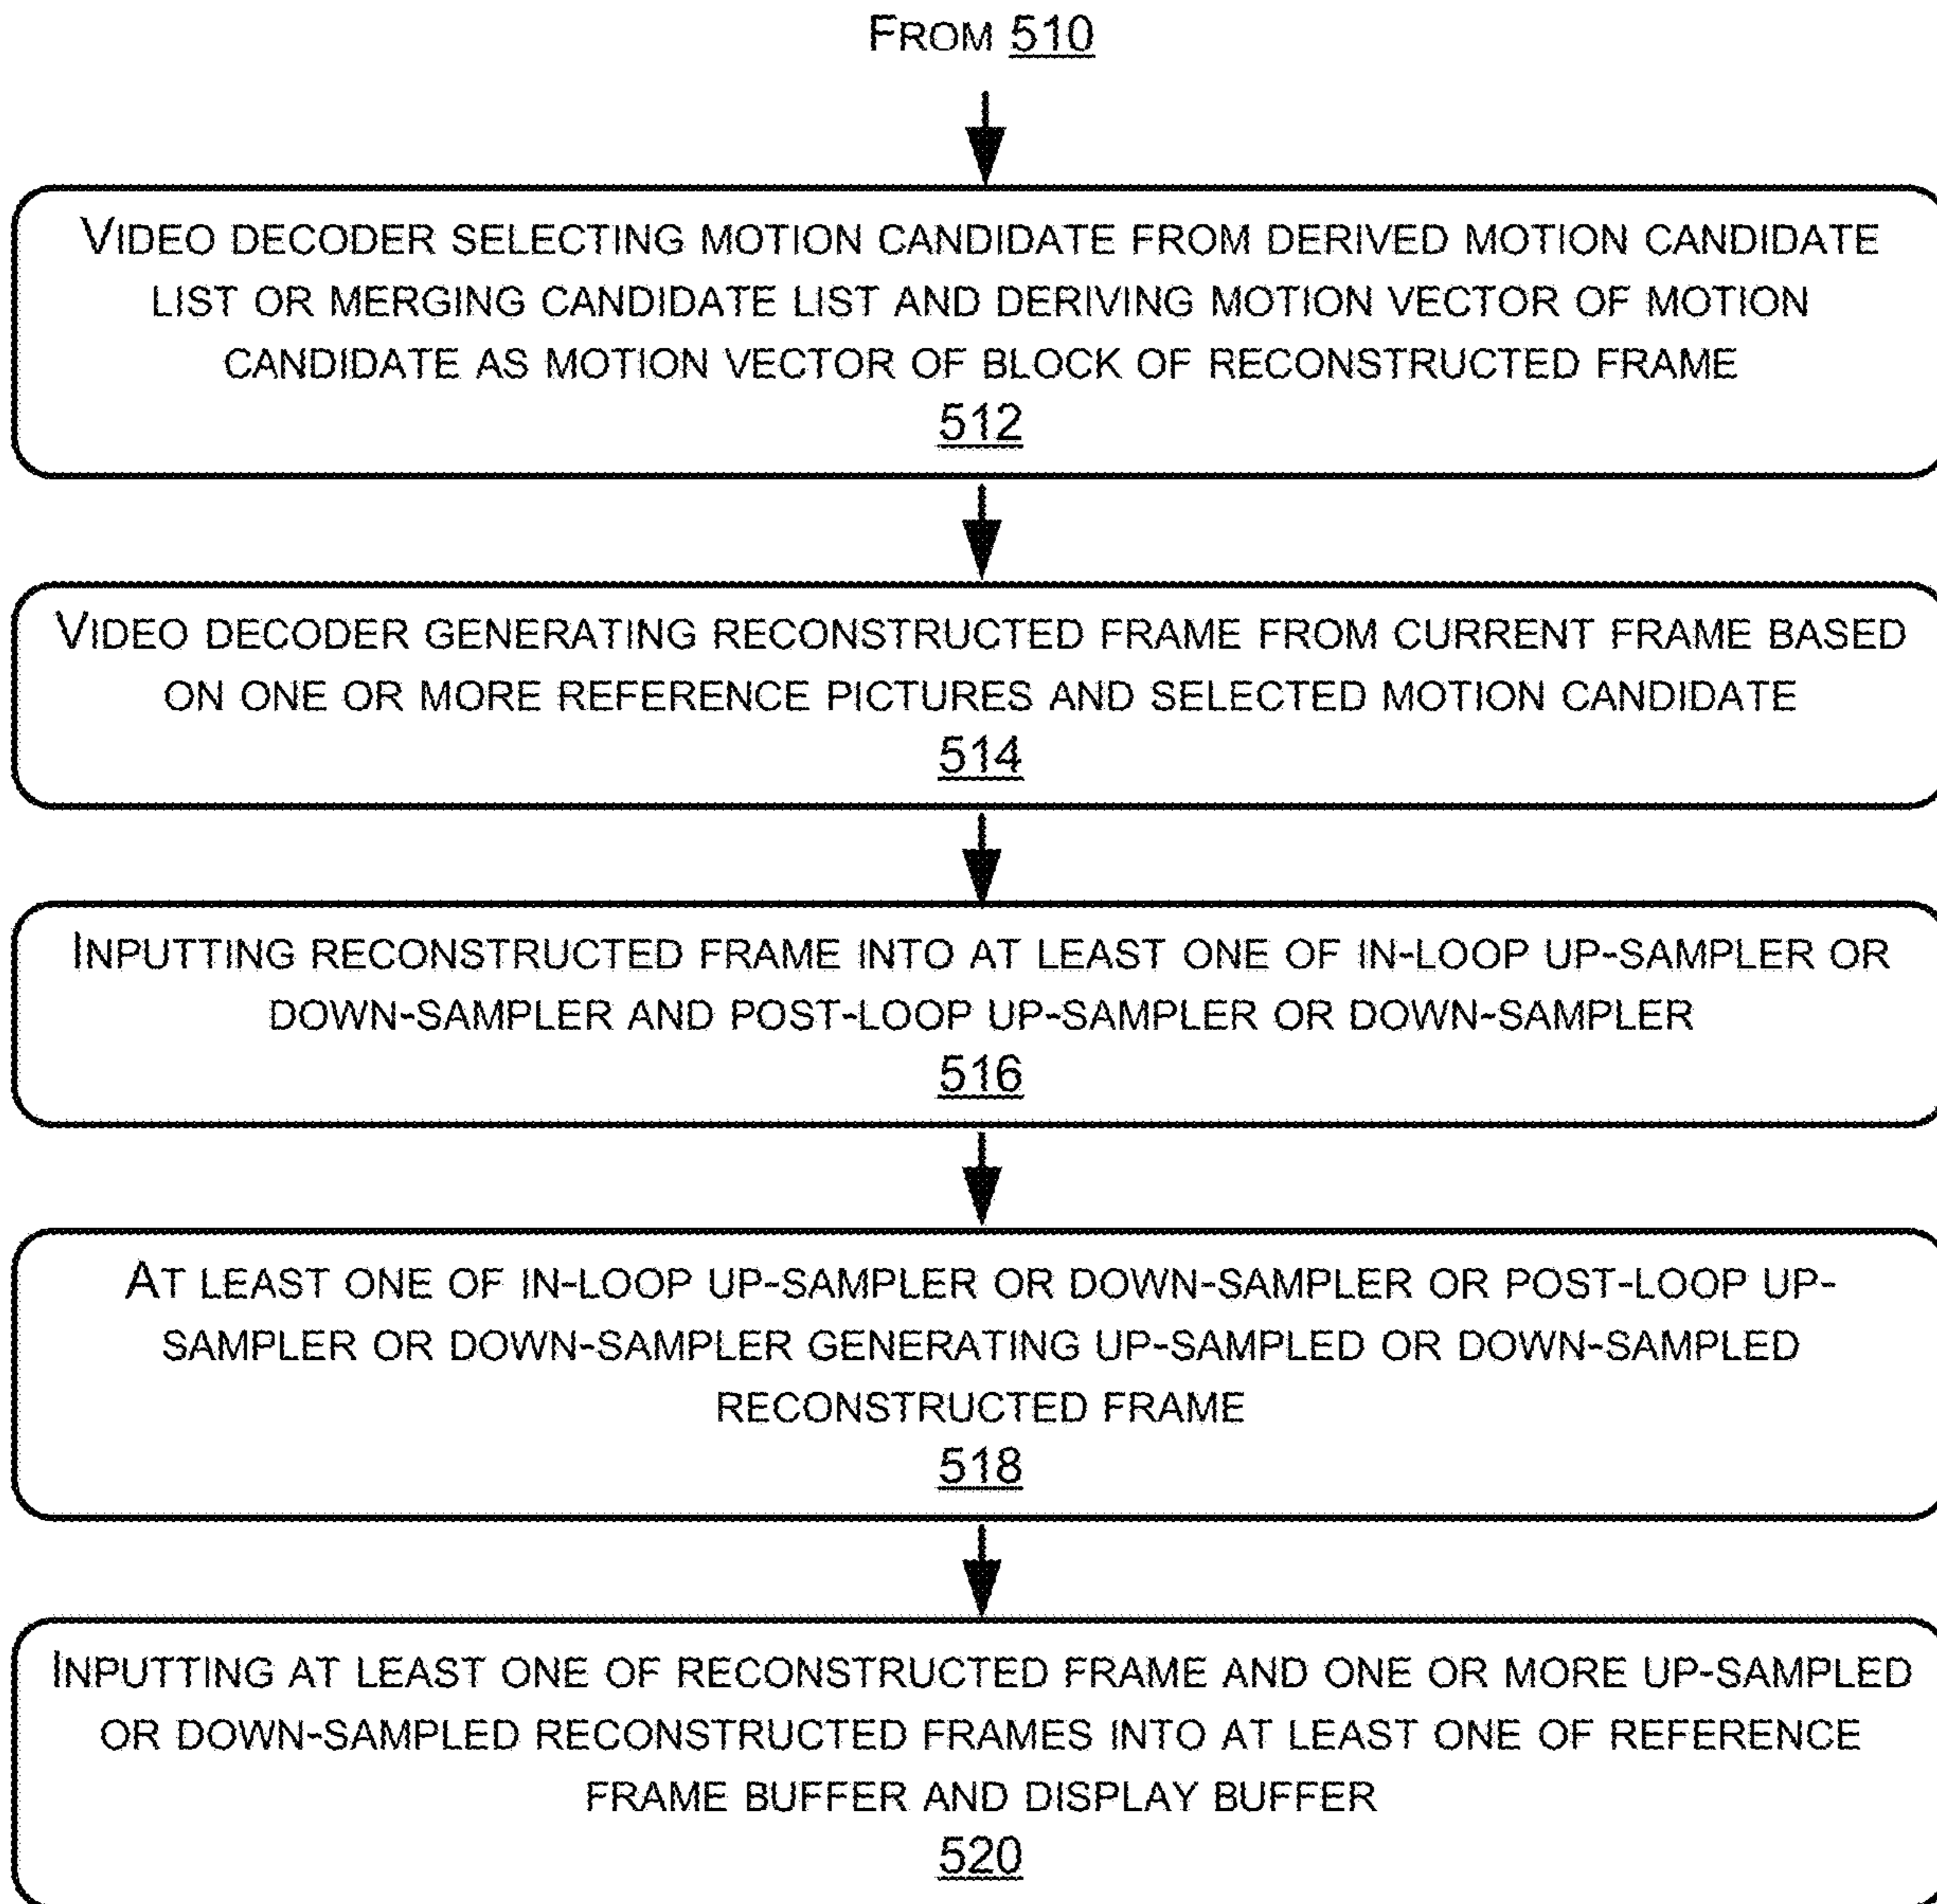 FROM 510
VIDEO DECODER SELECTING MOTION CANDIDATE FROM DERIVED MOTION CANDIDATE
LIST OR MERGING CANDIDATE LIST AND DERIVING MOTION VECTOR OF MOTION
CANDIDATE AS MOTION VECTOR OF BLOCK OF RECONSTRUCTED FRAME
512
VIDEO DECODER GENERATING RECONSTRUCTED FRAME FROM CURRENT FRAME BASED
ON ONE OR MORE REFERENCE PICTURES AND SELECTED MOTION CANDIDATE
514
INPUTTING RECONSTRUCTED FRAME INTO AT LEAST ONE OF IN-LOOP UP-SAMPLER OR
DOWN-SAMPLER AND POST-LOOP UP-SAMPLER OR DOWN-SAMPLER
516
AT LEAST ONE OF IN-LOOP UP-SAMPLER OR DOWN-SAMPLER OR POST-LOOP UP-
SAMPLER OR DOWN-SAMPLER GENERATING UP-SAMPLED OR DOWN-SAMPLED
RECONSTRUCTED FRAME
518
INPUTTING AT LEAST ONE OF RECONSTRUCTED FRAME AND ONE OR MORE UP-SAMPLED
OR DOWN-SAMPLED RECONSTRUCTED FRAMES INTO AT LEAST ONE OF REFERENCE
FRAME BUFFER AND DISPLAY BUFFER
520